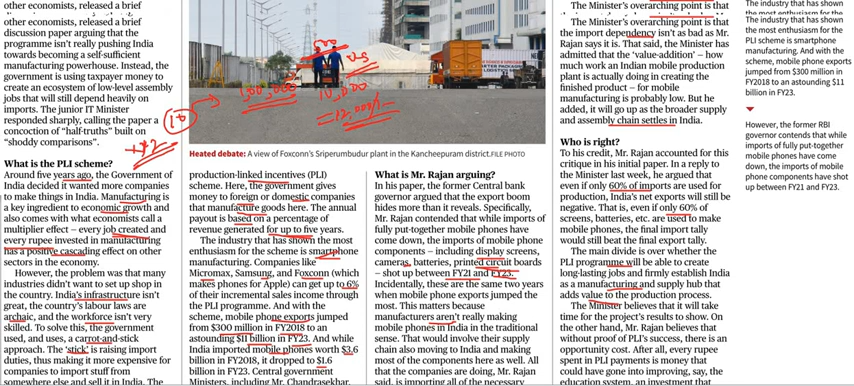 other economists, released a brief
other economists, released a brief
discussion paper arguing that the
programme isn't really pushing India
towards becoming a self-sufficient
manufacturing powerhouse. Instead, the
government is using taxpayer money to
create an ecosystem of low-level assembly
jobs that will still depend heavily on
imports. The junior IT Minister
responded sharply, calling the paper a
concoction of "half-truths" built on
"shoddy comparisons".
What is the PLI scheme?
Around five years ago, the Government of
India decided it wanted more companies
to make things in India. Manufacturing is
a key ingredient to economic growth and
also comes with what economists call a
multiplier effect – every job created and
every rupee invested in manufacturing
has a positive cascading effect on other
sectors in the economy.
However, the problem was that many
industries didn't want to set up shop in
the country. India's infrastructure isn't
great, the country's labour laws are
archaic, and the workforce isn't very
skilled. To solve this, the government
used, and uses, a carrot-and-stick
approach. The 'stick' is raising import
duties, thus making it more expensive for
companies to import stuff from
somewhere else and sell it in India. The
Heated debate: A view of Foxconn's Sriperumbudur plant in the Kancheepuram district. FILE PHOTO
production-linked incentives (PLI)
scheme. Here, the government gives
money to foreign or domestic companies
that manufacture goods here. The annual
payout is based on a percentage of
revenue generated for up to five years.
The industry that has shown the most
enthusiasm for the scheme is smartphone
manufacturing. Companies like
Micromax, Samsung, and Foxconn (which
makes phones for Apple) can get up to 6%
of their incremental sales income through
the PLI programme. And with the
scheme, mobile phone exports jumped
from $300 million in FY2018 to an
astounding $11 billion in FY23. And while
India imported mobile phones worth $3.6
billion in FY2018, it dropped to $1.6
billion in FY23. Central government
Ministers, including Mr. Chandrasekhar,
What is Mr. Rajan arguing?
In his paper, the former Central bank
governor argued that the export boom
hides more than it reveals. Specifically,
Mr. Rajan contended that while imports of
fully put-together mobile phones have
come down, the imports of mobile phone
components – including display screens,
cameras, batteries, printed circuit boards
– shot up between FY21 and FY23.
Incidentally, these are the same two years
when mobile phone exports jumped the
most. This matters because
manufacturers aren't really making
mobile phones in India in the traditional
sense. That would involve their supply
chain also moving to India and making
most of the components here as well. All
that the companies are doing, Mr. Rajan
said, is importing all of the necessary
The Minister's overarching point is that
The Minister's overarching point is that
the import dependency isn't as bad as Mr.
Rajan says it is. That said, the Minister has
admitted that the 'value-addition' – how
much work an Indian mobile production
plant is actually doing in creating the
finished product – for mobile
manufacturing is probably low. But he
added, it will go up as the broader supply
and assembly chain settles in India.
Who is right?
To his credit, Mr. Rajan accounted for this
critique in his initial paper. In a reply to
the Minister last week, he argued that
even if only 60% of imports are used for
production, India's net exports will still be
negative. That is, even if only 60% of
screens, batteries, etc. are used to make
mobile phones, the final import tally
would still beat the final export tally.
The main divide is over whether the
PLI programme will be able to create
long-lasting jobs and firmly establish India
as a manufacturing and supply hub that
adds value to the production process.
The Minister believes that it will take
time for the project's results to show. On
the other hand, Mr. Rajan believes that
without proof of PLI's success, there is an
opportunity cost. After all, every rupee
spent in PLI payments is money that
could have gone into improving, say, the
education system, an investment that
The industry that has shown
the most enthusiasm for the
The industry that has shown
the most enthusiasm for the
PLI scheme is smartphone
manufacturing. And with the
scheme, mobile phone exports
jumped from $300 million in
FY2018 to an astounding $11
billion in FY23.
However, the former RBI
governor contends that while
imports of fully put-together
mobile phones have come
down, the imports of mobile
phone components have shot
up between FY21 and FY23.